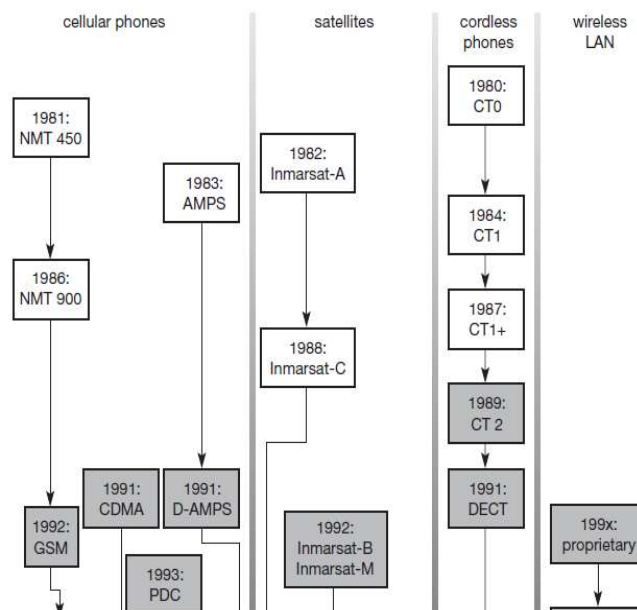 cellular phones
satellites
cordless
phones
wireless
LAN
1980:
CT0
1981:
NMT 450
1982:
Inmarsat-A
1983:
AMPS
1984:
CT1
1986:
NMT 900
1987:
CT1+
1988:
Inmarsat-C
1989:
CT 2
1991:
CDMA
1991:
D-AMPS
1991:
DECT
1992:
GSM
1992:
Inmarsat-B
Inmarsat-M
199x:
proprietary
1993:
PDC